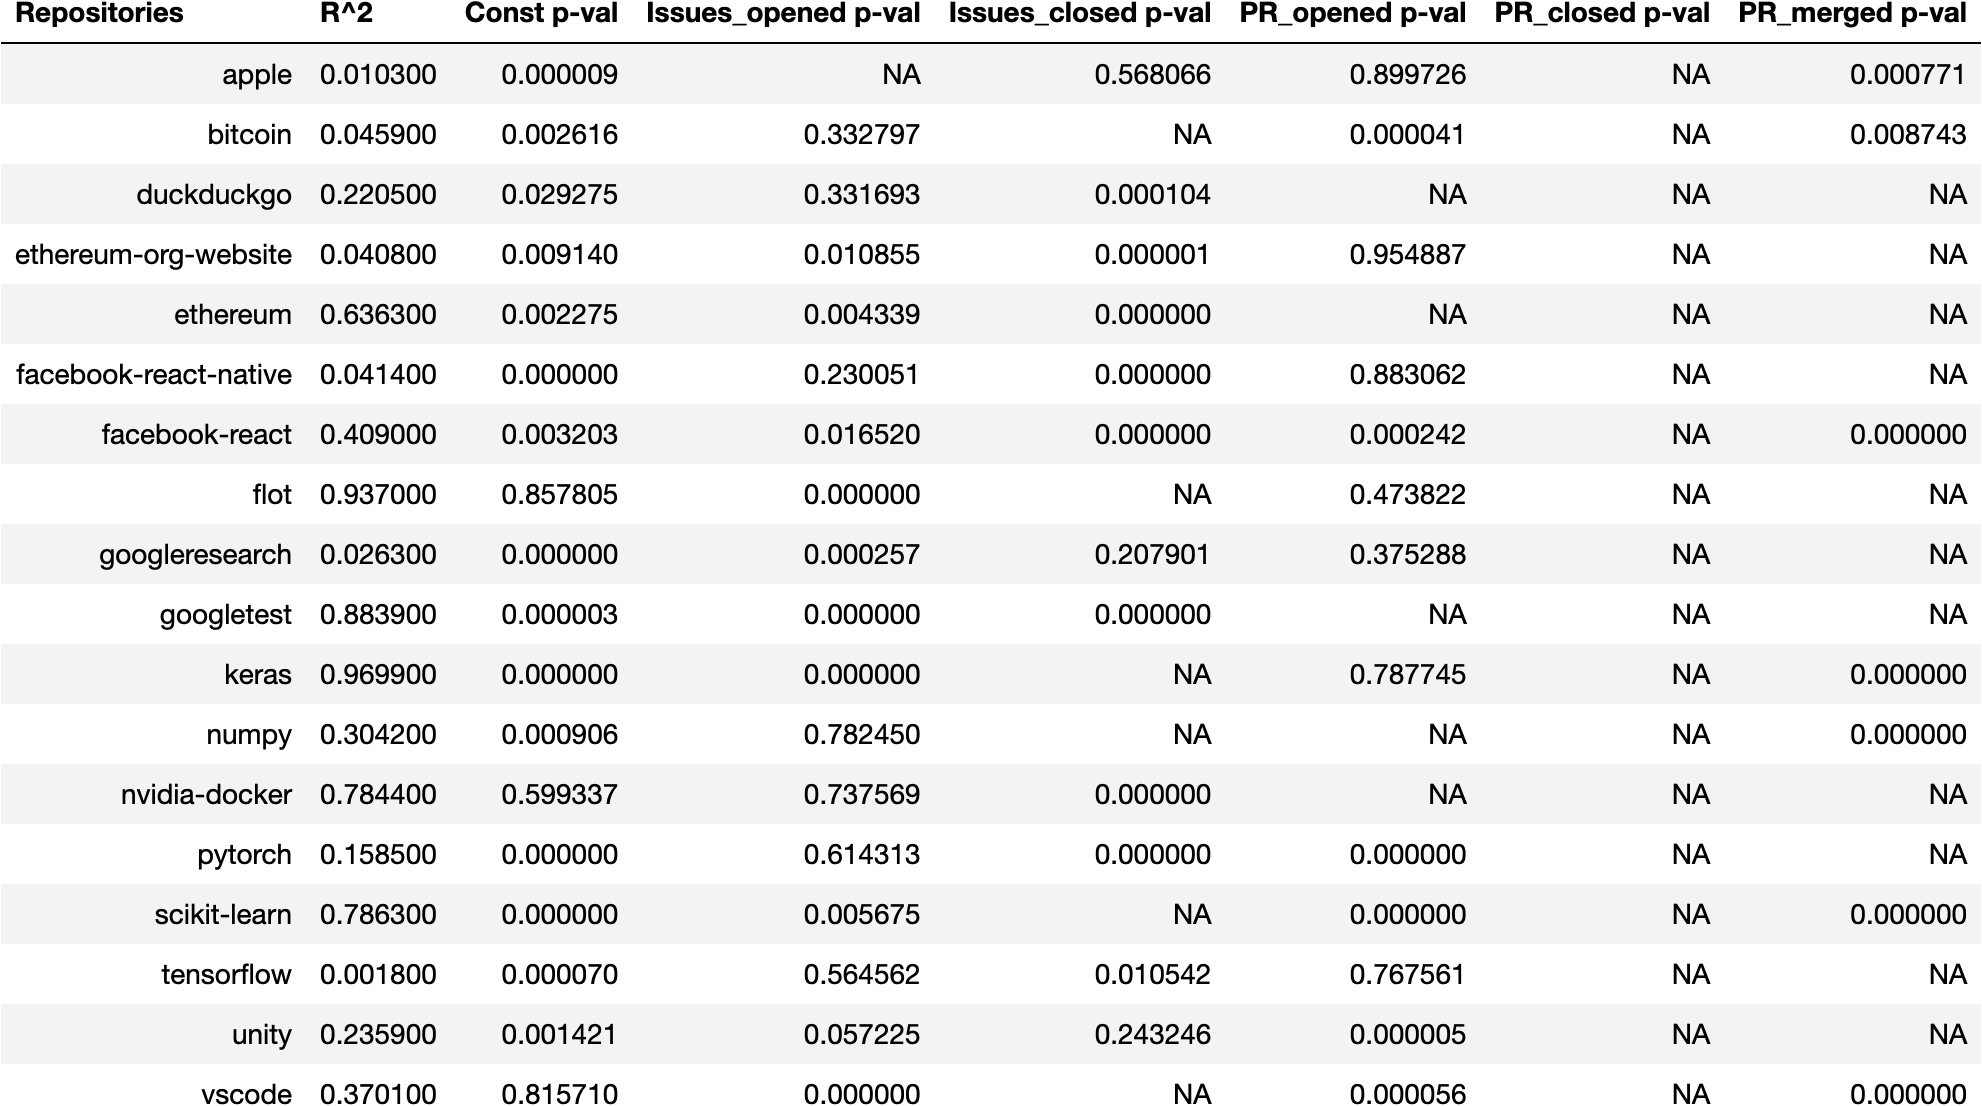 Repositories R^2 Const p-val Issues_opened p-val Issues_closed p-val PR_opened p-val PR_closed p-val PR_merged p-val
apple 0.010300 0.000009 NA 0.568066 0.899726 NA 0.000771
bitcoin 0.045900 0.002616 0.332797 NA 0.000041 NA 0.008743
duckduckgo 0.220500 0.029275 0.331693 0.000104 NA NA NA
ethereum-org-website 0.040800 0.009140 0.010855 0.000001 0.954887 NA NA
ethereum 0.636300 0.002275 0.004339 0.000000 NA NA NA
facebook-react-native 0.041400 0.000000 0.230051 0.000000 0.883062 NA NA
facebook-react 0.409000 0.003203 0.016520 0.000000 0.000242 NA 0.000000
flot 0.937000 0.857805 0.000000 NA 0.473822 NA NA
googleresearch 0.026300 0.000000 0.000257 0.207901 0.375288 NA NA
googletest 0.883900 0.000003 0.000000 0.000000 NA NA NA
keras 0.969900 0.000000 0.000000 NA 0.787745 NA 0.000000
numpy 0.304200 0.000906 0.782450 NA NA NA 0.000000
nvidia-docker 0.784400 0.599337 0.737569 0.000000 NA NA NA
pytorch 0.158500 0.000000 0.614313 0.000000 0.000000 NA NA
scikit-learn 0.786300 0.000000 0.005675 NA 0.000000 NA 0.000000
tensorflow 0.001800 0.000070 0.564562 0.010542 0.767561 NA NA
unity 0.235900 0.001421 0.057225 0.243246 0.000005 NA NA
vscode 0.370100 0.815710 0.000000 NA 0.000056 NA 0.000000